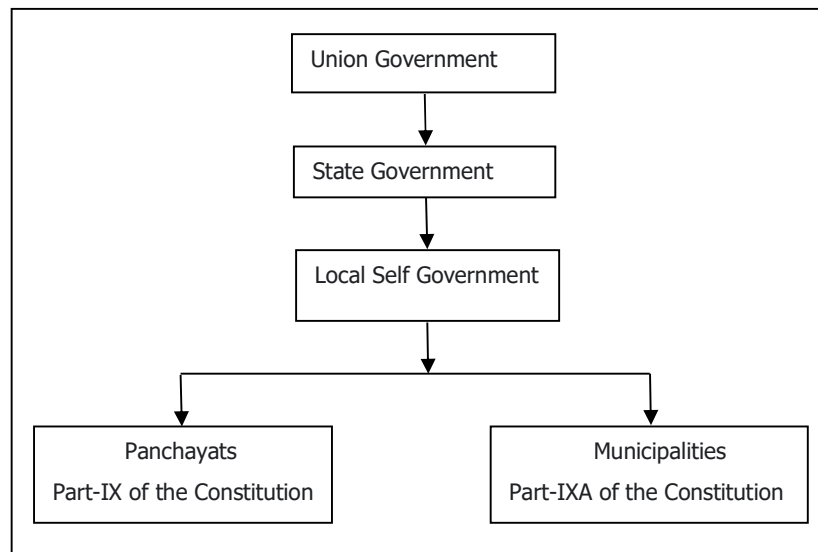 Union Government
State Government
Local Self Government
Panchayats
Part-IX of the Constitution
Municipalities
Part-IXA of the Constitution